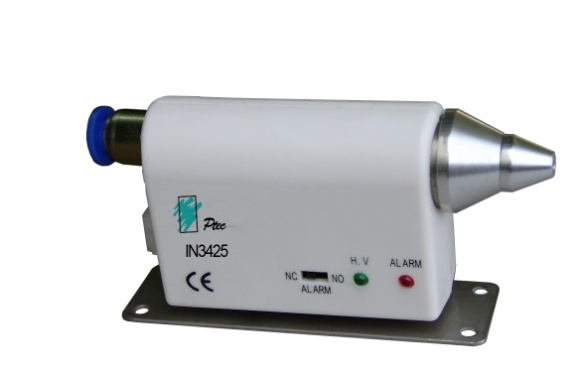 Ptec
IN3425
CE
H. V
ALARM
NC NO
ALARM